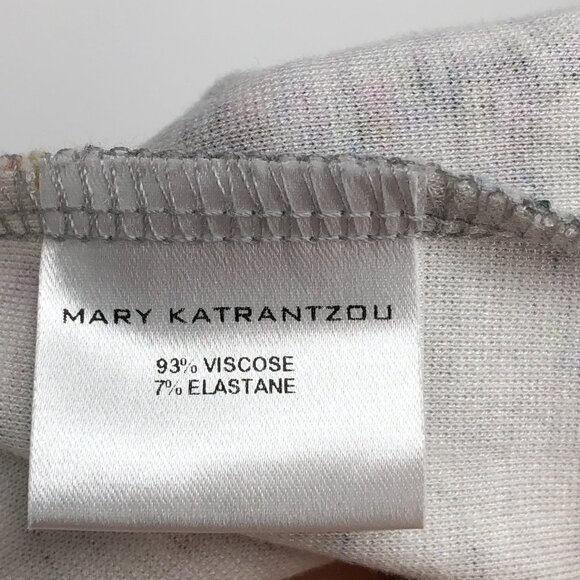 MARY KATRANTZOU
93% VISCOSE
7% ELASTANE